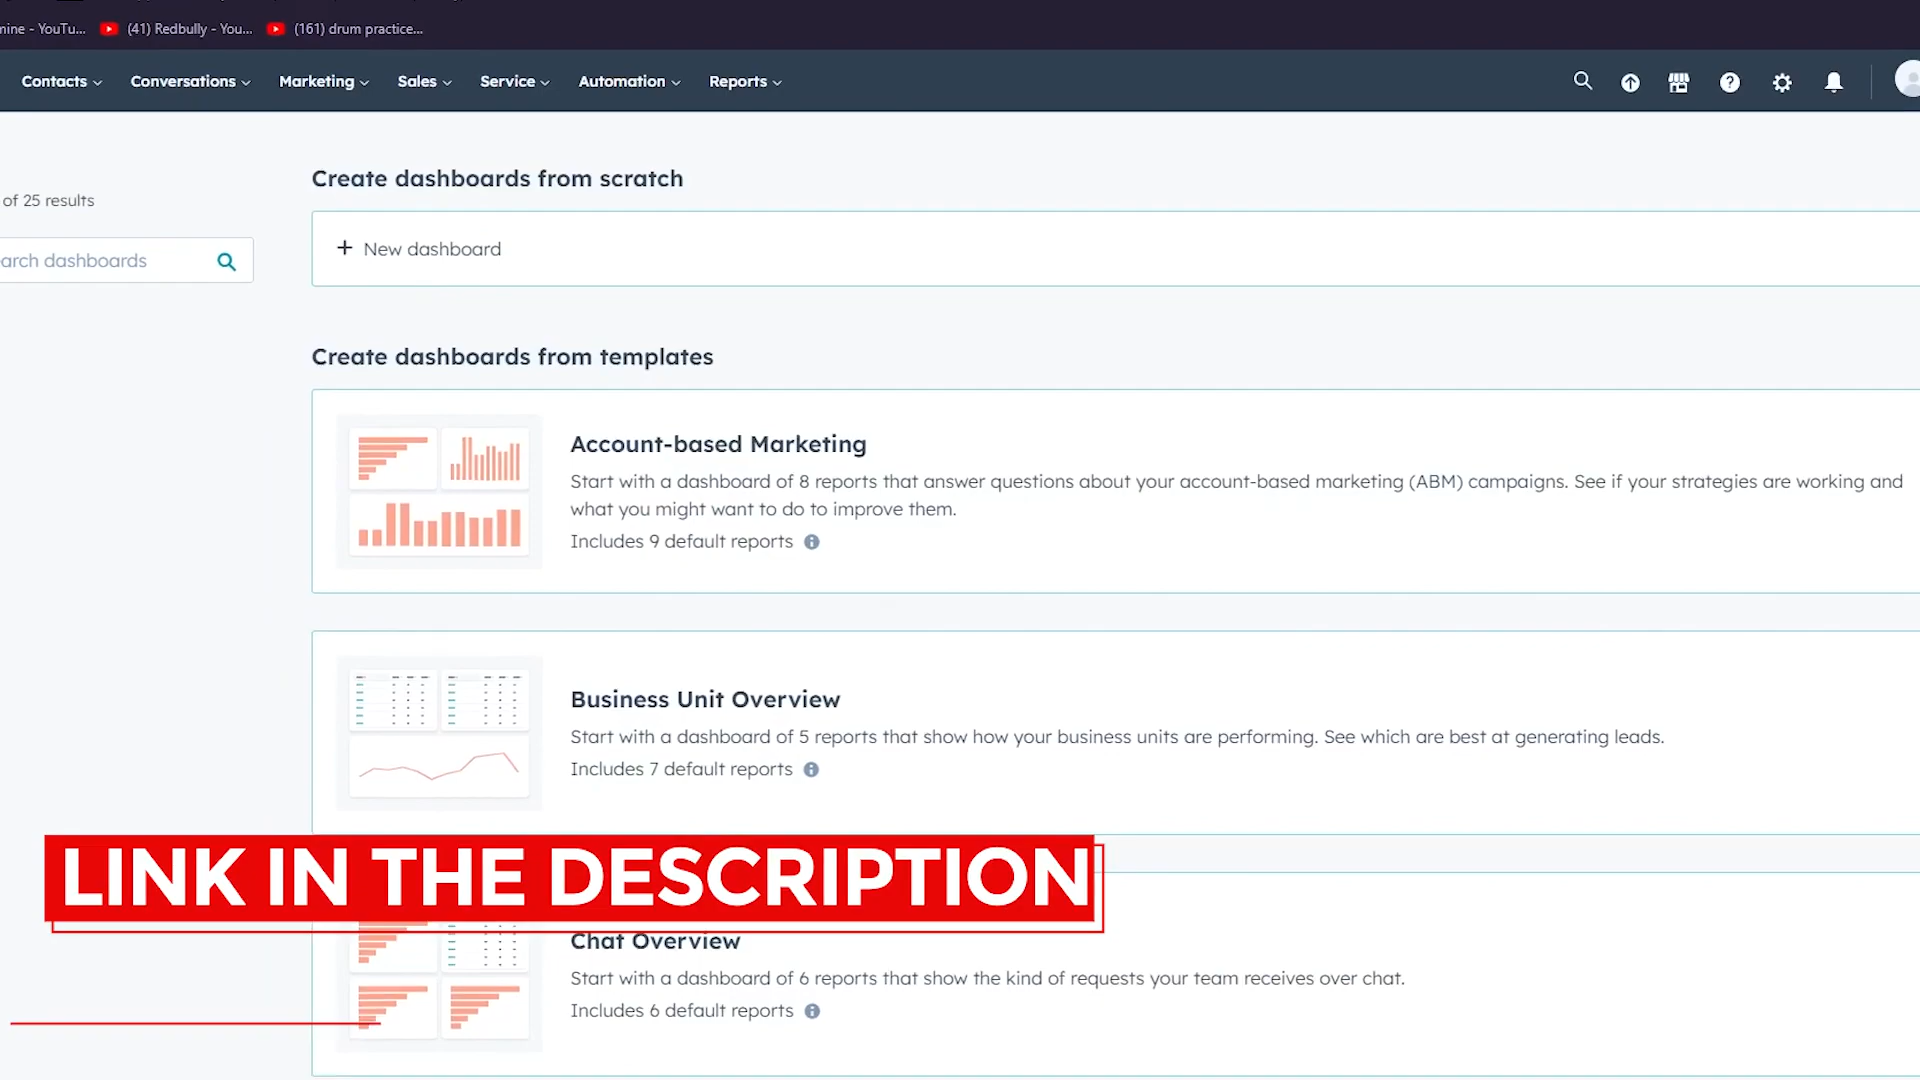 mine - YouTu...
(41) Redbully - You...
(161) drum practice...
Contacts
Conversations
Marketing
Sales
Service
Automation
Reports
of 25 results
arch dashboards
Create dashboards from scratch
+ New dashboard
Create dashboards from templates
Account-based Marketing
Start with a dashboard of 8 reports that answer questions about your account-based marketing (ABM) campaigns. See if your strategies are working and
what you might want to do to improve them.
Includes 9 default reports
Business Unit Overview
Start with a dashboard of 5 reports that show how your business units are performing. See which are best at generating leads.
Includes 7 default reports
LINK IN THE DESCRIPTION
Chat Overview
Start with a dashboard of 6 reports that show the kind of requests your team receives over chat.
Includes 6 default reports